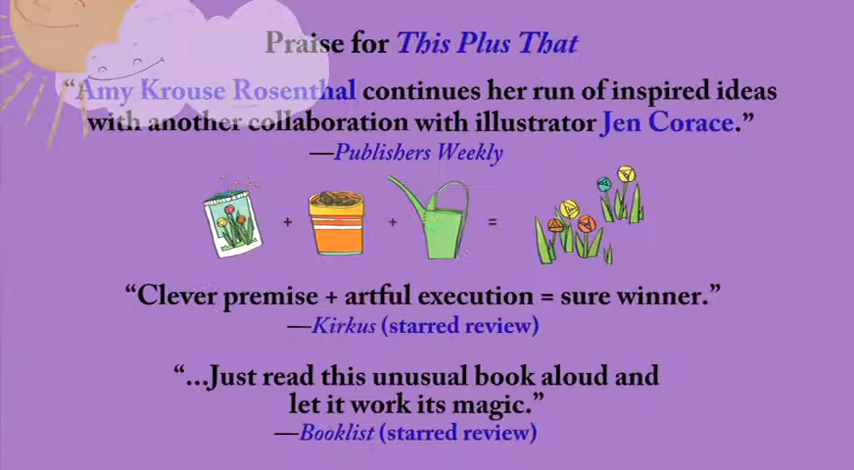 Praise for This Plus That
“Amy Krouse Rosenthal continues her run of inspired ideas
with another collaboration with illustrator Jen Corace.”
—Publishers Weekly
+ + =
“Clever premise + artful execution = sure winner.”
—Kirkus (starred review)
“...Just read this unusual book aloud and
let it work its magic.”
—Booklist (starred review)